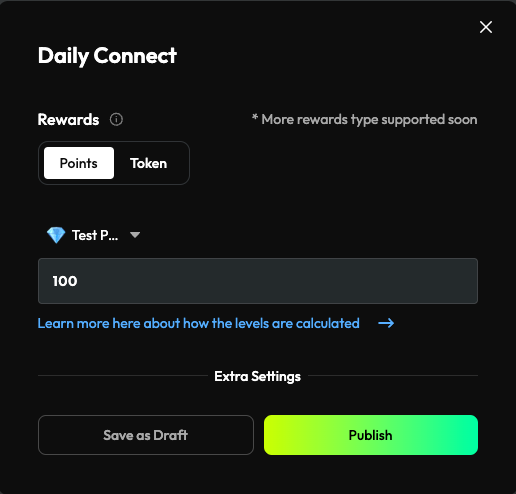 Daily Connect
Rewards
* More rewards type supported soon
Points
Token
Test P...
100
Learn more here about how the levels are calculated
Extra Settings
Save as Draft
Publish